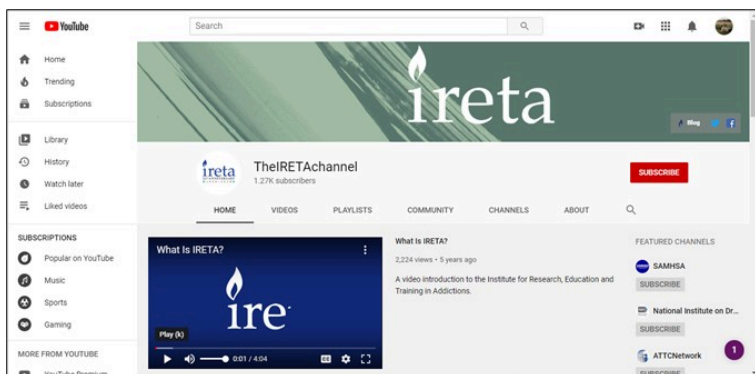 YouTube
Search
Home
Trending
Subscriptions
Library
History
Watch later
Liked videos
SUBSCRIPTIONS
Popular on YouTube
Music
Sports
Gaming
MORE FROM YOUTUBE
YouTube Premium
ireta
Blog
ireta
TheIRETAchannel
1.27K subscribers
SUBSCRIBE
HOME VIDEOS PLAYLISTS COMMUNITY CHANNELS ABOUT
What Is IRETA?
ire
Play (k)
0:01 / 4:04
What Is IRETA?
2,224 views • 5 years ago
A video introduction to the Institute for Research, Education and
Training in Addictions.
FEATURED CHANNELS
SAMHSA
SUBSCRIBE
National Institute on Dr...
SUBSCRIBE
ATTCNetwork
SUBSCRIBE
1